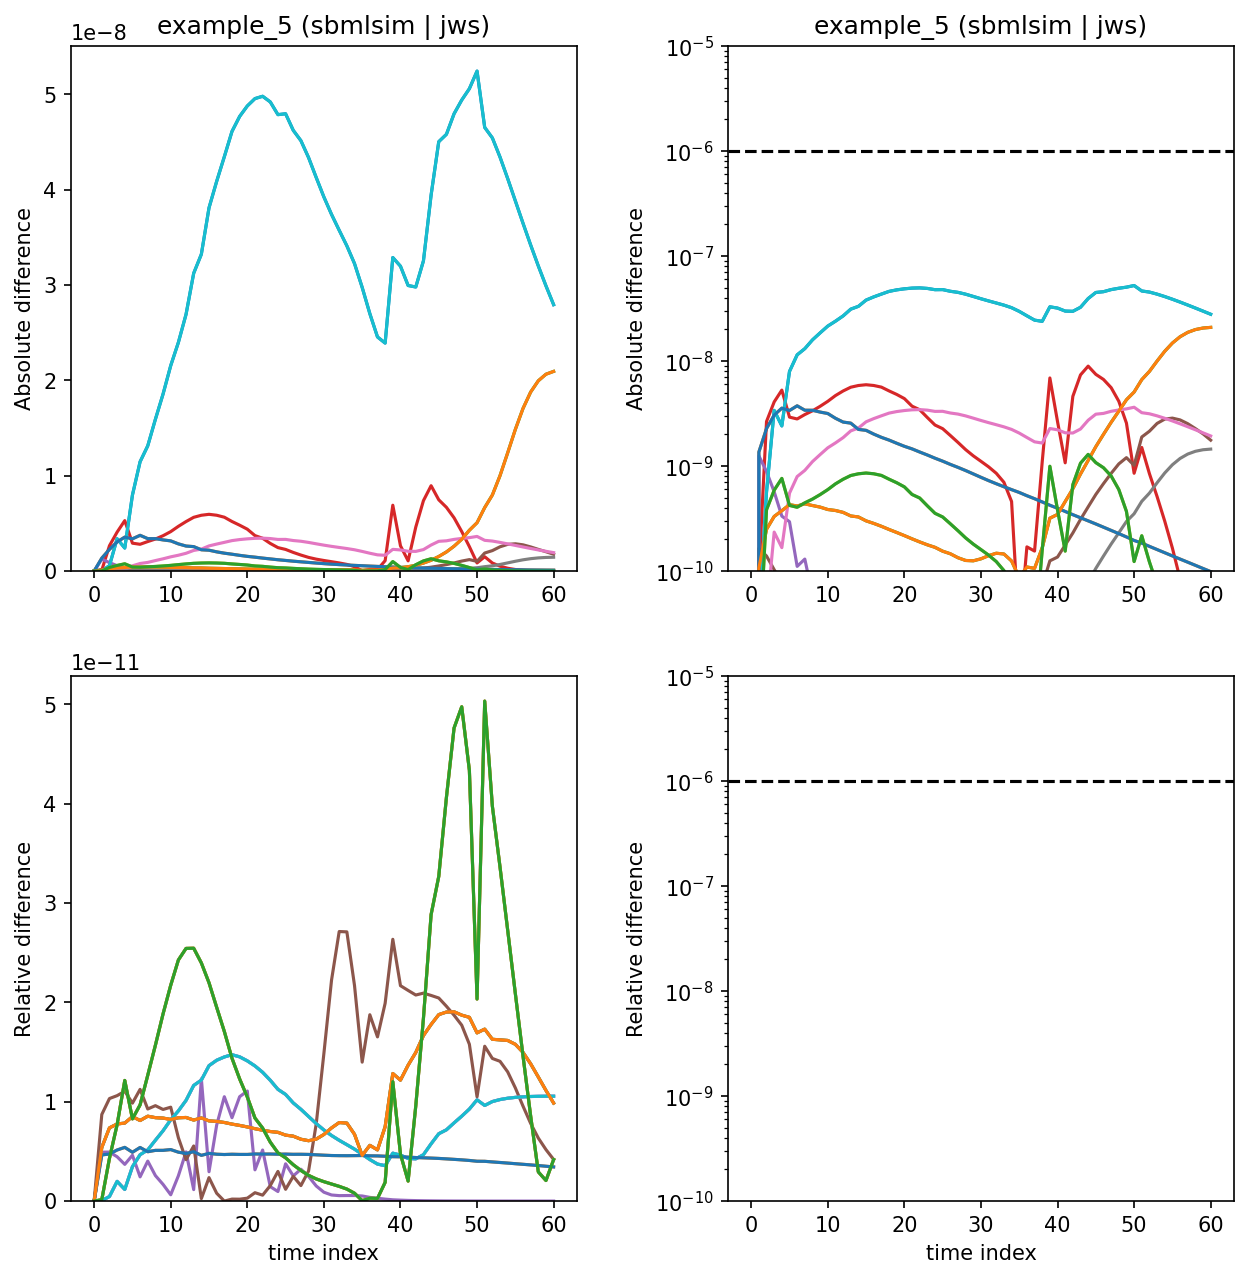 example_5 (sbmlsim | jws)
1e−8
Absolute difference
5
4
3
2
1
0
0 10 20 30 40 50 60
example_5 (sbmlsim | jws)
Absolute difference
10⁻⁵
10⁻⁶
10⁻⁷
10⁻⁸
10⁻⁹
10⁻¹⁰
0 10 20 30 40 50 60
1e−11
Relative difference
5
4
3
2
1
0
0 10 20 30 40 50 60
time index
Relative difference
10⁻⁵
10⁻⁶
10⁻⁷
10⁻⁸
10⁻⁹
10⁻¹⁰
0 10 20 30 40 50 60
time index